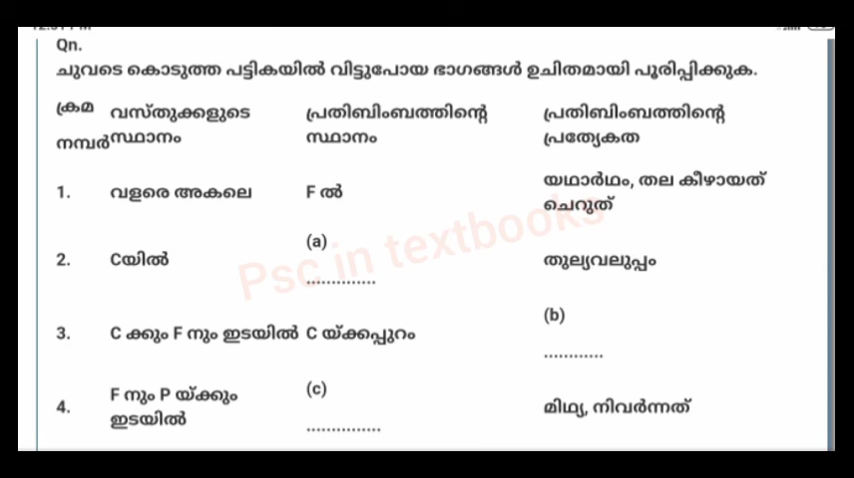 Qn.
ചുവടെ കൊടുത്ത പട്ടികയിൽ വിട്ടുപോയ ഭാഗങ്ങൾ ഉചിതമായി പൂരിപ്പിക്കുക.
ക്രമ നമ്പർ വസ്തുക്കളുടെ സ്ഥാനം പ്രതിബിംബത്തിന്റെ സ്ഥാനം പ്രതിബിംബത്തിന്റെ പ്രത്യേകത
1. വളരെ അകലെ F ൽ യഥാർഥം, തല കീഴായത് ചെറുത്
2. Cയിൽ (a) .............. തുല്യവലുപ്പം
3. C ക്കും F നും ഇടയിൽ C യ്ക്കപ്പുറം (b) ............
4. F നും P യ്ക്കും ഇടയിൽ (c) ............... മിഥ്യ, നിവർന്നത്
Psc in textbooks